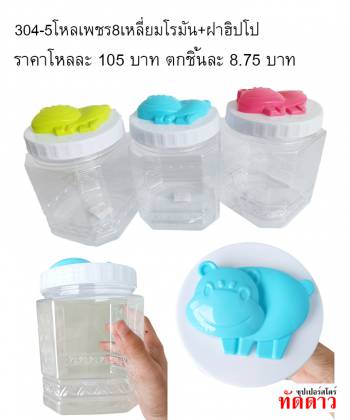 304-5โหลเพชร8เหลี่ยมโรมัน+ฝาฮิปโป
ราคาโหลละ 105 บาท ตกชิ้นละ 8.75 บาท
ซุปเปอร์สโตร์
ทัดดาว